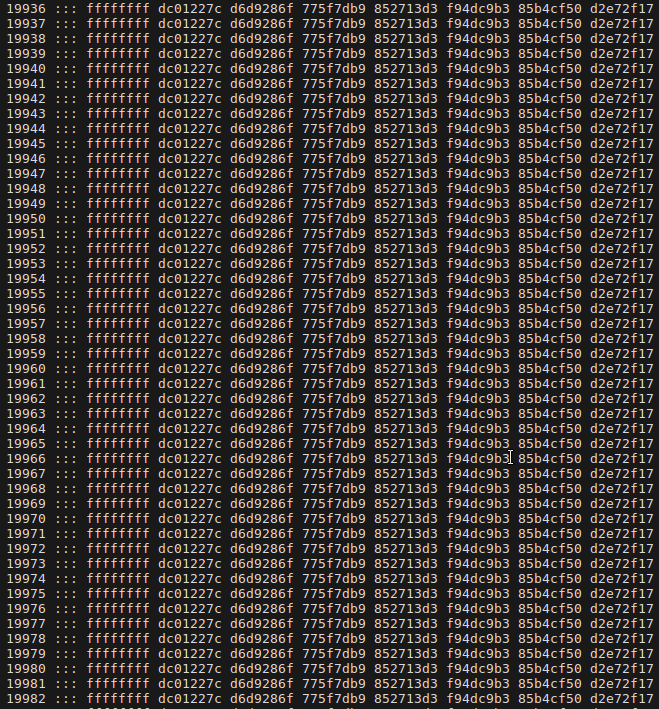 19936 ::: ffffffff dc01227c d6d9286f 775f7db9 852713d3 f94dc9b3 85b4cf50 d2e72f17
19937 ::: ffffffff dc01227c d6d9286f 775f7db9 852713d3 f94dc9b3 85b4cf50 d2e72f17
19938 ::: ffffffff dc01227c d6d9286f 775f7db9 852713d3 f94dc9b3 85b4cf50 d2e72f17
19939 ::: ffffffff dc01227c d6d9286f 775f7db9 852713d3 f94dc9b3 85b4cf50 d2e72f17
19940 ::: ffffffff dc01227c d6d9286f 775f7db9 852713d3 f94dc9b3 85b4cf50 d2e72f17
19941 ::: ffffffff dc01227c d6d9286f 775f7db9 852713d3 f94dc9b3 85b4cf50 d2e72f17
19942 ::: ffffffff dc01227c d6d9286f 775f7db9 852713d3 f94dc9b3 85b4cf50 d2e72f17
19943 ::: ffffffff dc01227c d6d9286f 775f7db9 852713d3 f94dc9b3 85b4cf50 d2e72f17
19944 ::: ffffffff dc01227c d6d9286f 775f7db9 852713d3 f94dc9b3 85b4cf50 d2e72f17
19945 ::: ffffffff dc01227c d6d9286f 775f7db9 852713d3 f94dc9b3 85b4cf50 d2e72f17
19946 ::: ffffffff dc01227c d6d9286f 775f7db9 852713d3 f94dc9b3 85b4cf50 d2e72f17
19947 ::: ffffffff dc01227c d6d9286f 775f7db9 852713d3 f94dc9b3 85b4cf50 d2e72f17
19948 ::: ffffffff dc01227c d6d9286f 775f7db9 852713d3 f94dc9b3 85b4cf50 d2e72f17
19949 ::: ffffffff dc01227c d6d9286f 775f7db9 852713d3 f94dc9b3 85b4cf50 d2e72f17
19950 ::: ffffffff dc01227c d6d9286f 775f7db9 852713d3 f94dc9b3 85b4cf50 d2e72f17
19951 ::: ffffffff dc01227c d6d9286f 775f7db9 852713d3 f94dc9b3 85b4cf50 d2e72f17
19952 ::: ffffffff dc01227c d6d9286f 775f7db9 852713d3 f94dc9b3 85b4cf50 d2e72f17
19953 ::: ffffffff dc01227c d6d9286f 775f7db9 852713d3 f94dc9b3 85b4cf50 d2e72f17
19954 ::: ffffffff dc01227c d6d9286f 775f7db9 852713d3 f94dc9b3 85b4cf50 d2e72f17
19955 ::: ffffffff dc01227c d6d9286f 775f7db9 852713d3 f94dc9b3 85b4cf50 d2e72f17
19956 ::: ffffffff dc01227c d6d9286f 775f7db9 852713d3 f94dc9b3 85b4cf50 d2e72f17
19957 ::: ffffffff dc01227c d6d9286f 775f7db9 852713d3 f94dc9b3 85b4cf50 d2e72f17
19958 ::: ffffffff dc01227c d6d9286f 775f7db9 852713d3 f94dc9b3 85b4cf50 d2e72f17
19959 ::: ffffffff dc01227c d6d9286f 775f7db9 852713d3 f94dc9b3 85b4cf50 d2e72f17
19960 ::: ffffffff dc01227c d6d9286f 775f7db9 852713d3 f94dc9b3 85b4cf50 d2e72f17
19961 ::: ffffffff dc01227c d6d9286f 775f7db9 852713d3 f94dc9b3 85b4cf50 d2e72f17
19962 ::: ffffffff dc01227c d6d9286f 775f7db9 852713d3 f94dc9b3 85b4cf50 d2e72f17
19963 ::: ffffffff dc01227c d6d9286f 775f7db9 852713d3 f94dc9b3 85b4cf50 d2e72f17
19964 ::: ffffffff dc01227c d6d9286f 775f7db9 852713d3 f94dc9b3 85b4cf50 d2e72f17
19965 ::: ffffffff dc01227c d6d9286f 775f7db9 852713d3 f94dc9b3 85b4cf50 d2e72f17
19966 ::: ffffffff dc01227c d6d9286f 775f7db9 852713d3 f94dc9b3 85b4cf50 d2e72f17
19967 ::: ffffffff dc01227c d6d9286f 775f7db9 852713d3 f94dc9b3 85b4cf50 d2e72f17
19968 ::: ffffffff dc01227c d6d9286f 775f7db9 852713d3 f94dc9b3 85b4cf50 d2e72f17
19969 ::: ffffffff dc01227c d6d9286f 775f7db9 852713d3 f94dc9b3 85b4cf50 d2e72f17
19970 ::: ffffffff dc01227c d6d9286f 775f7db9 852713d3 f94dc9b3 85b4cf50 d2e72f17
19971 ::: ffffffff dc01227c d6d9286f 775f7db9 852713d3 f94dc9b3 85b4cf50 d2e72f17
19972 ::: ffffffff dc01227c d6d9286f 775f7db9 852713d3 f94dc9b3 85b4cf50 d2e72f17
19973 ::: ffffffff dc01227c d6d9286f 775f7db9 852713d3 f94dc9b3 85b4cf50 d2e72f17
19974 ::: ffffffff dc01227c d6d9286f 775f7db9 852713d3 f94dc9b3 85b4cf50 d2e72f17
19975 ::: ffffffff dc01227c d6d9286f 775f7db9 852713d3 f94dc9b3 85b4cf50 d2e72f17
19976 ::: ffffffff dc01227c d6d9286f 775f7db9 852713d3 f94dc9b3 85b4cf50 d2e72f17
19977 ::: ffffffff dc01227c d6d9286f 775f7db9 852713d3 f94dc9b3 85b4cf50 d2e72f17
19978 ::: ffffffff dc01227c d6d9286f 775f7db9 852713d3 f94dc9b3 85b4cf50 d2e72f17
19979 ::: ffffffff dc01227c d6d9286f 775f7db9 852713d3 f94dc9b3 85b4cf50 d2e72f17
19980 ::: ffffffff dc01227c d6d9286f 775f7db9 852713d3 f94dc9b3 85b4cf50 d2e72f17
19981 ::: ffffffff dc01227c d6d9286f 775f7db9 852713d3 f94dc9b3 85b4cf50 d2e72f17
19982 ::: ffffffff dc01227c d6d9286f 775f7db9 852713d3 f94dc9b3 85b4cf50 d2e72f17